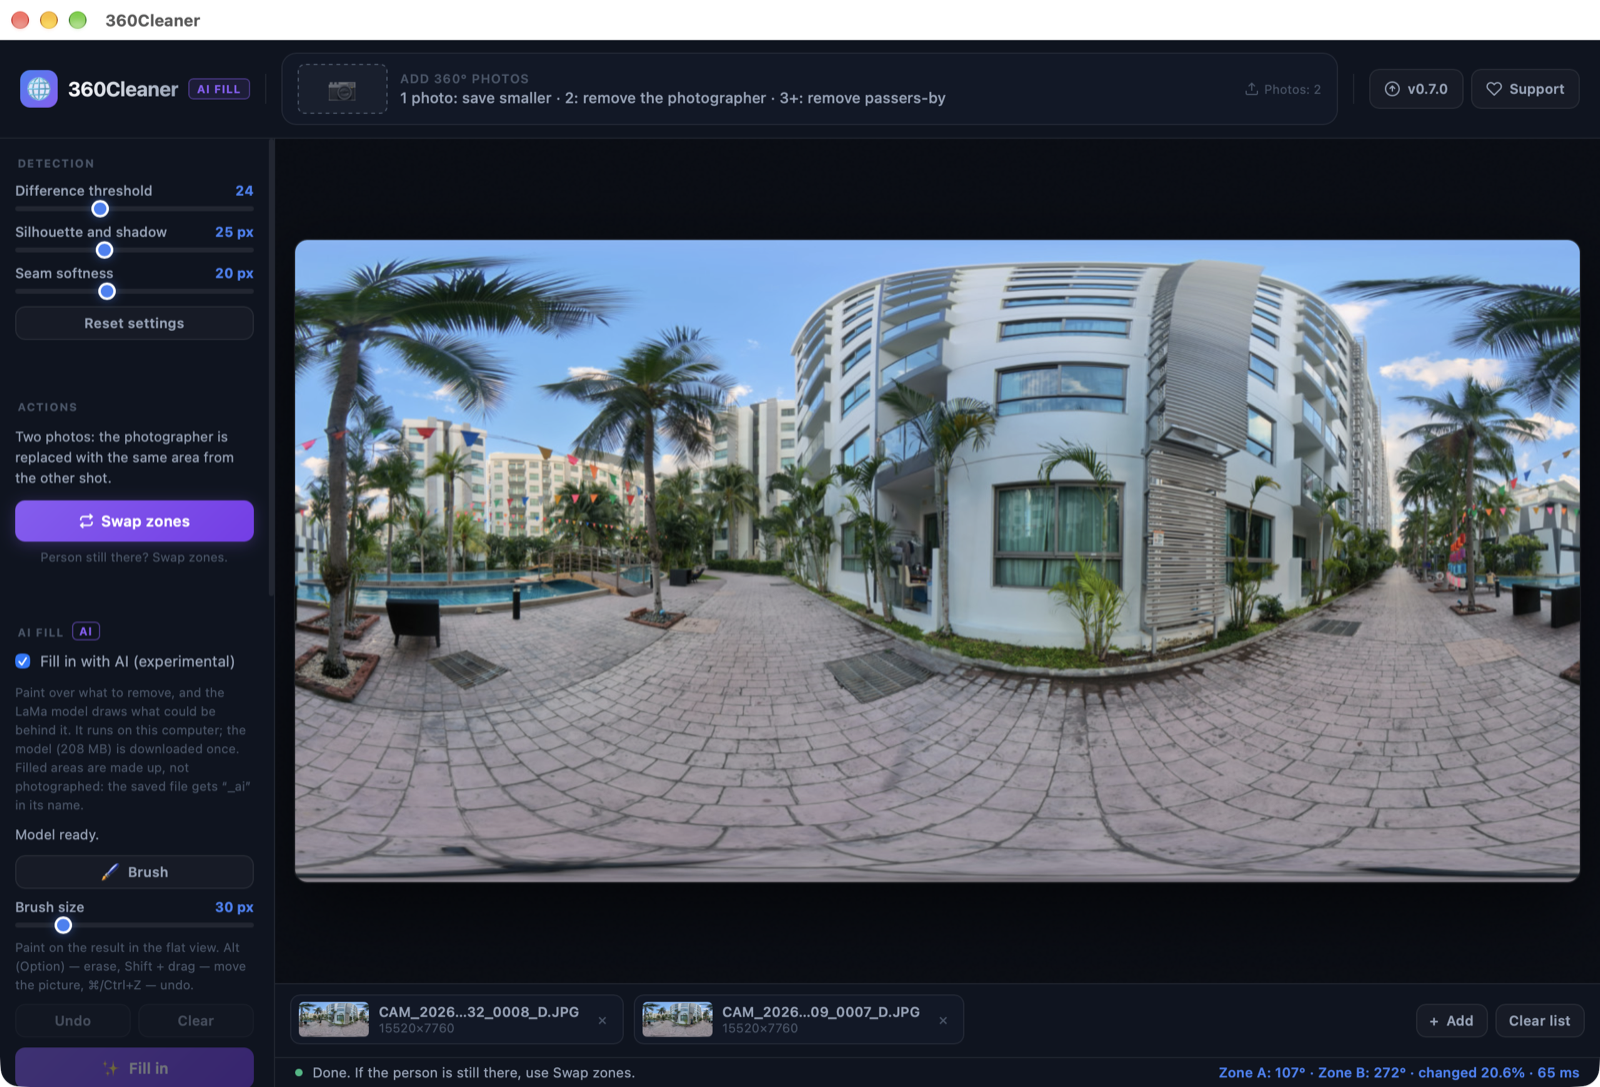 360Cleaner
360Cleaner
AI FILL
ADD 360° PHOTOS
1 photo: save smaller · 2: remove the photographer · 3+: remove passers-by
Photos: 2
v0.7.0
Support
DETECTION
Difference threshold 24
Silhouette and shadow 25 px
Seam softness 20 px
Reset settings
ACTIONS
Two photos: the photographer is
replaced with the same area from
the other shot.
Swap zones
Person still there? Swap zones.
AI FILL AI
Fill in with AI (experimental)
Paint over what to remove, and the
LaMa model draws what could be
behind it. It runs on this computer; the
model (208 MB) is downloaded once.
Filled areas are made up, not
photographed: the saved file gets "_ai"
in its name.
Model ready.
Brush
Brush size 30 px
Paint on the result in the flat view. Alt
(Option) — erase, Shift + drag — move
the picture, ⌘/Ctrl+Z — undo.
Undo
Clear
Fill in
CAM_2026...32_0008_D.JPG
15520×7760
×
CAM_2026...09_0007_D.JPG
15520×7760
×
+ Add
Clear list
Done. If the person is still there, use Swap zones.
Zone A: 107° · Zone B: 272° · changed 20.6% · 65 ms